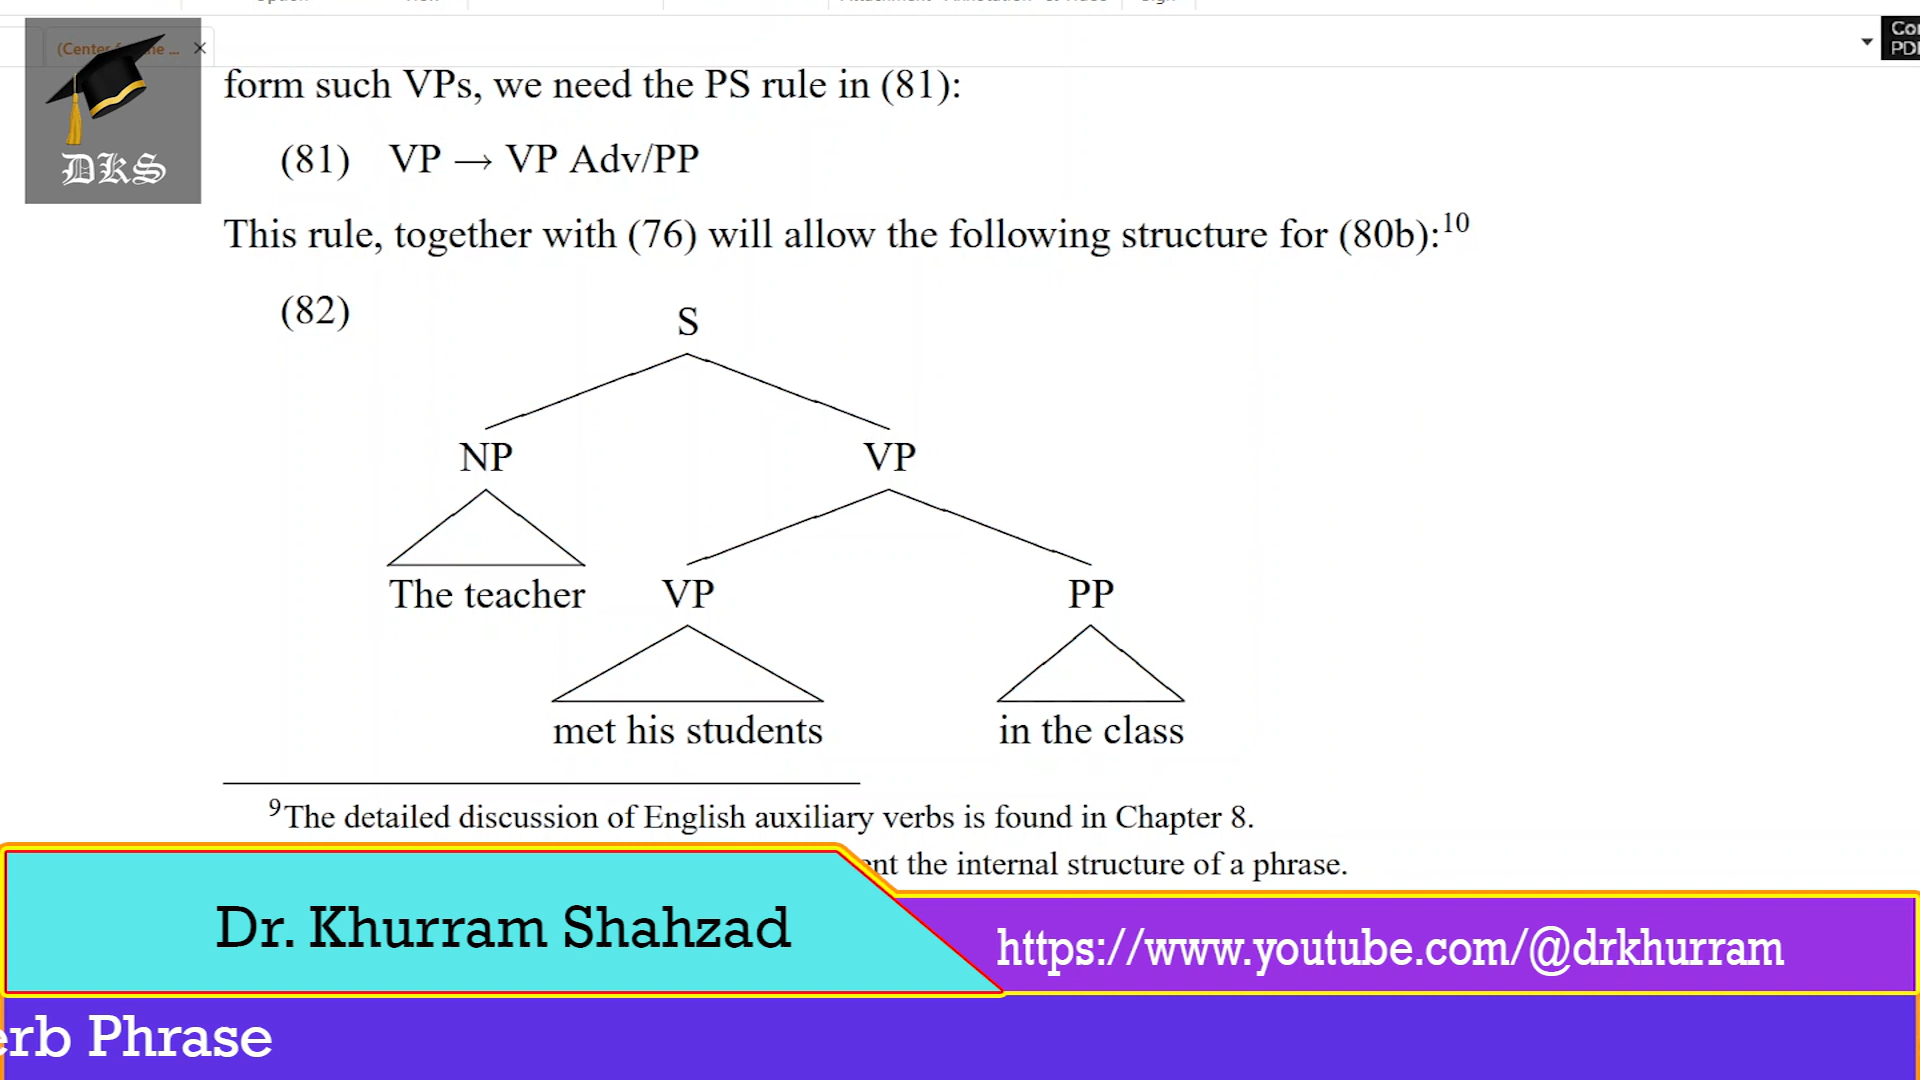 (Center
form such VPs, we need the PS rule in (81):
DKS
(81) VP → VP Adv/PP
This rule, together with (76) will allow the following structure for (80b):10
(82)
S
NP VP
The teacher VP PP
met his students in the class
9The detailed discussion of English auxiliary verbs is found in Chapter 8.
the internal structure of a phrase.
Dr. Khurram Shahzad
https://www.youtube.com/@drkhurram
erb Phrase